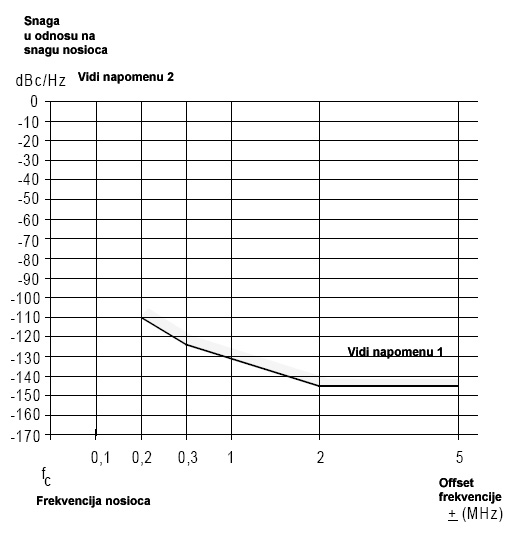 Snaga
u odnosu na
snagu nosioca
dBc/Hz
Vidi napomenu 2
0
-10
-20
-30
-40
-50
-60
-70
-80
-90
-100
-110
-120
-130
-140
-150
-160
-170
Vidi napomenu 1
0,1 0,2 0,3 1 2 5
fc
Frekvencija nosioca
Offset
frekvencije
± (MHz)